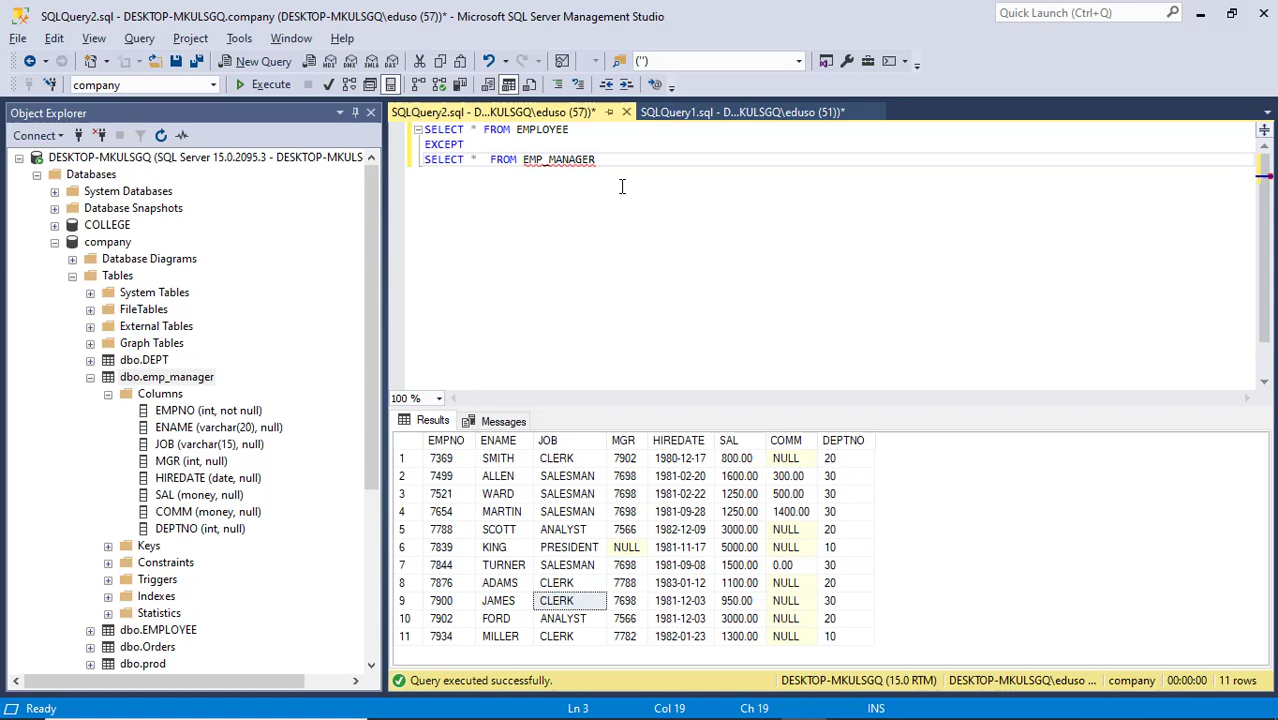 SQLQuery2.sql - DESKTOP-MKULSGQ.company (DESKTOP-MKULSGQ\eduso (57))* - Microsoft SQL Server Management Studio
Quick Launch (Ctrl+Q)
File Edit View Query Project Tools Window Help
New Query
('')
company
Execute
Object Explorer
SQLQuery2.sql - D...KULSGQ\eduso (57))*
SQLQuery1.sql - D...KULSGQ\eduso (51))*
Connect
DESKTOP-MKULSGQ (SQL Server 15.0.2095.3 - DESKTOP-MKULS
Databases
System Databases
Database Snapshots
COLLEGE
company
Database Diagrams
Tables
System Tables
FileTables
External Tables
Graph Tables
dbo.DEPT
dbo.emp_manager
Columns
EMPNO (int, not null)
ENAME (varchar(20), null)
JOB (varchar(15), null)
MGR (int, null)
HIREDATE (date, null)
SAL (money, null)
COMM (money, null)
DEPTNO (int, null)
Keys
Constraints
Triggers
Indexes
Statistics
dbo.EMPLOYEE
dbo.Orders
dbo.prod
SELECT * FROM EMPLOYEE
EXCEPT
SELECT *  FROM EMP_MANAGER
100 %
Results Messages
EMPNO ENAME JOB MGR HIREDATE SAL COMM DEPTNO
1 7369 SMITH CLERK 7902 1980-12-17 800.00 NULL 20
2 7499 ALLEN SALESMAN 7698 1981-02-20 1600.00 300.00 30
3 7521 WARD SALESMAN 7698 1981-02-22 1250.00 500.00 30
4 7654 MARTIN SALESMAN 7698 1981-09-28 1250.00 1400.00 30
5 7788 SCOTT ANALYST 7566 1982-12-09 3000.00 NULL 20
6 7839 KING PRESIDENT NULL 1981-11-17 5000.00 NULL 10
7 7844 TURNER SALESMAN 7698 1981-09-08 1500.00 0.00 30
8 7876 ADAMS CLERK 7788 1983-01-12 1100.00 NULL 20
9 7900 JAMES CLERK 7698 1981-12-03 950.00 NULL 30
10 7902 FORD ANALYST 7566 1981-12-03 3000.00 NULL 20
11 7934 MILLER CLERK 7782 1982-01-23 1300.00 NULL 10
Query executed successfully.
DESKTOP-MKULSGQ (15.0 RTM) DESKTOP-MKULSGQ\eduso ... company 00:00:00 11 rows
Ready Ln 3 Col 19 Ch 19 INS